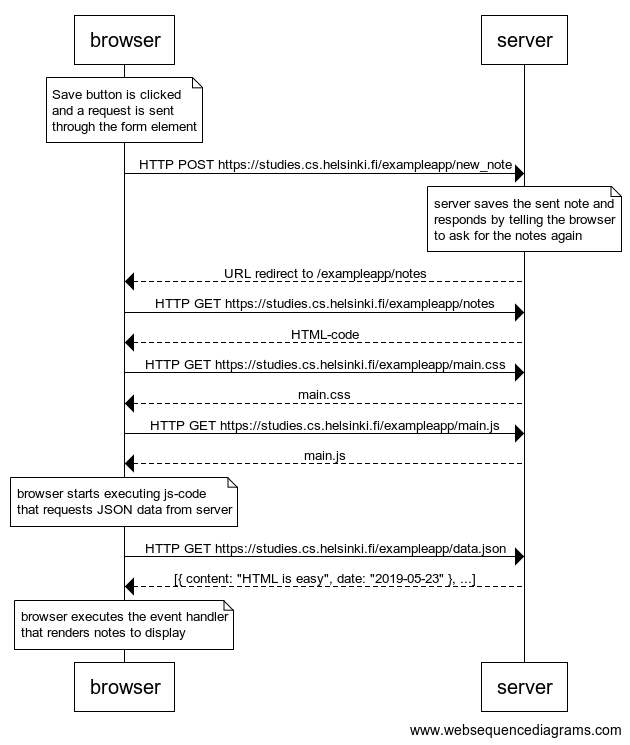 browser
server
Save button is clicked
and a request is sent
through the form element
HTTP POST https://studies.cs.helsinki.fi/exampleapp/new_note
server saves the sent note and
responds by telling the browser
to ask for the notes again
URL redirect to /exampleapp/notes
HTTP GET https://studies.cs.helsinki.fi/exampleapp/notes
HTML-code
HTTP GET https://studies.cs.helsinki.fi/exampleapp/main.css
main.css
HTTP GET https://studies.cs.helsinki.fi/exampleapp/main.js
main.js
browser starts executing js-code
that requests JSON data from server
HTTP GET https://studies.cs.helsinki.fi/exampleapp/data.json
[{ content: "HTML is easy", date: "2019-05-23" }, ...]
browser executes the event handler
that renders notes to display
browser
server
www.websequencediagrams.com